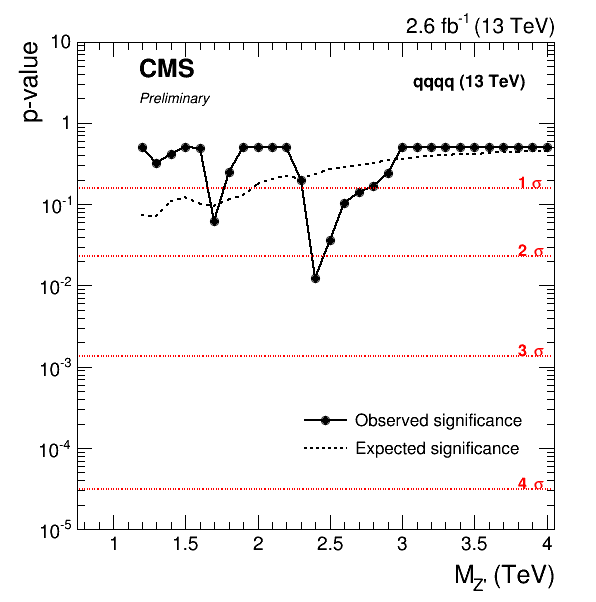 2.6 fb⁻¹ (13 TeV)
10
p-value
CMS
qqqq (13 TeV)
Preliminary
1
1 σ
10⁻¹
2 σ
10⁻²
3 σ
10⁻³
Observed significance
10⁻⁴
Expected significance
4 σ
10⁻⁵
1 1.5 2 2.5 3 3.5 4
M_Z' (TeV)